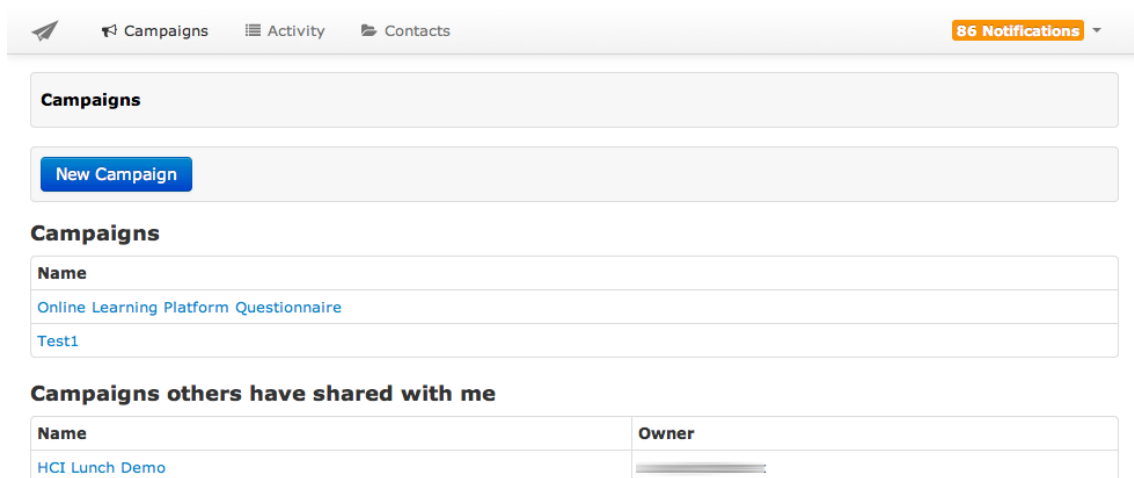 Campaigns Activity Contacts 86 Notifications
Campaigns
New Campaign
Campaigns
Name
Online Learning Platform Questionnaire
Test1
Campaigns others have shared with me
Name Owner
HCI Lunch Demo